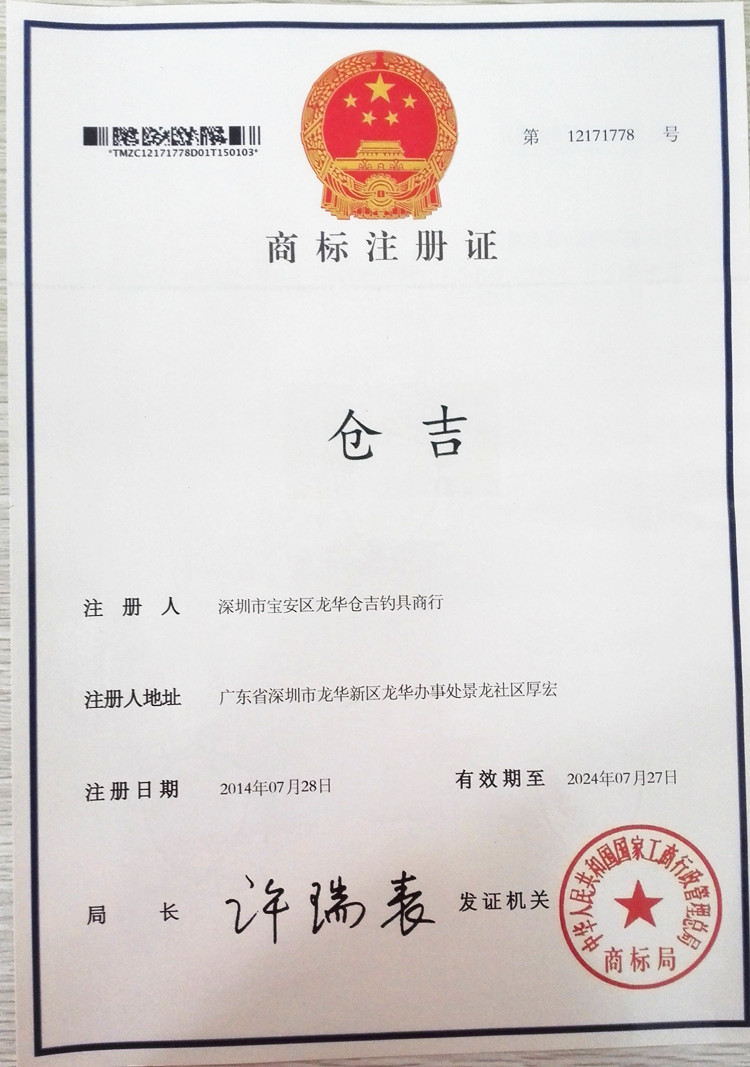 *TMZC12171778D01T150103*
第 12171778 号
商标注册证
仓吉
注册人 深圳市宝安区龙华仓吉钓具商行
注册人地址 广东省深圳市龙华新区龙华办事处景龙社区厚宏
注册日期 2014年07月28日 有效期至 2024年07月27日
局长 许瑞表 发证机关
中华人民共和国国家工商行政管理总局
商标局